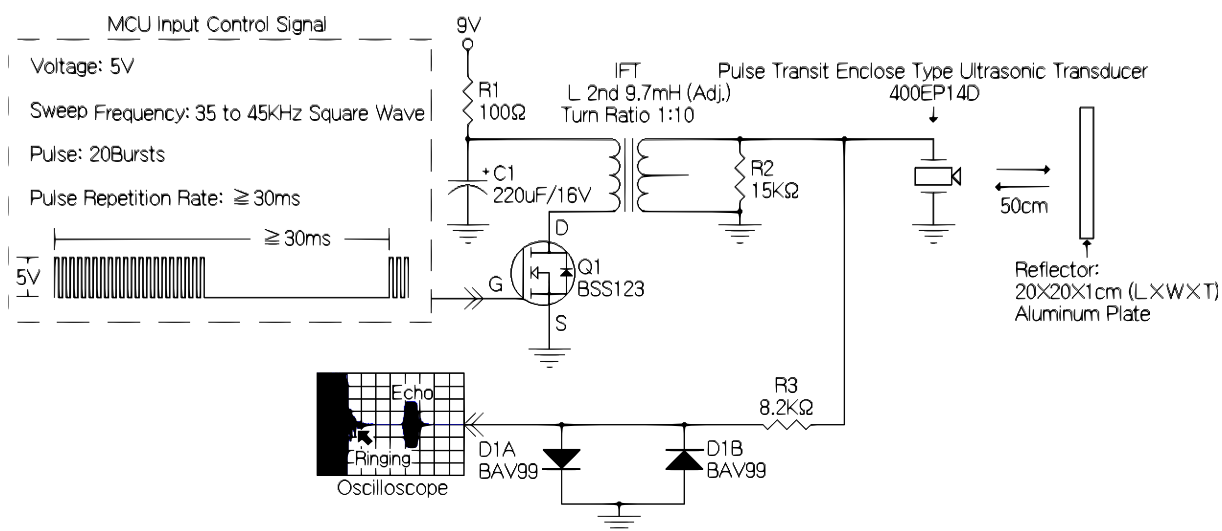 MCU Input Control Signal
Voltage: 5V
Sweep Frequency: 35 to 45KHz Square Wave
Pulse: 20Bursts
Pulse Repetition Rate: ≧30ms
≧30ms
5V
9V
R1
100Ω
+C1
220uF/16V
IFT
L 2nd 9.7mH (Adj.)
Turn Ratio 1:10
D
G
S
Q1
BSS123
R2
15KΩ
Pulse Transit Enclose Type Ultrasonic Transducer
400EP14D
50cm
Reflector:
20X20X1cm (LXWXT)
Aluminum Plate
R3
8.2KΩ
D1A
BAV99
D1B
BAV99
Echo
Ringing
Oscilloscope